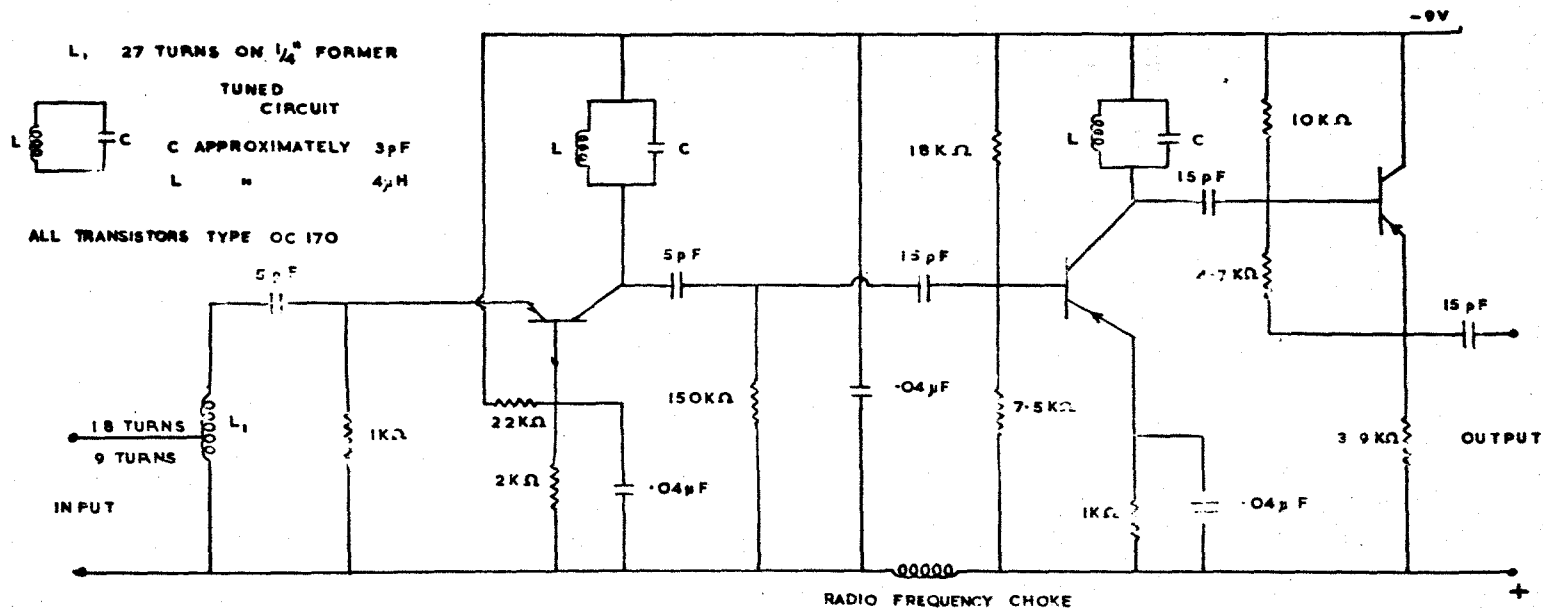 -9V
L, 27 TURNS ON 1/4" FORMER
TUNED
CIRCUIT
L
C
C APPROXIMATELY 3pF
L " 4μH
ALL TRANSISTORS TYPE OC 170
L
C
18KΩ
L
C
10KΩ
15pF
5pF
5pF
15pF
4·7KΩ
15pF
18 TURNS
9 TURNS
L1
1KΩ
22KΩ
150KΩ
·04μF
7·5KΩ
3 9KΩ
OUTPUT
INPUT
2KΩ
·04μF
1KΩ
·04μF
RADIO FREQUENCY CHOKE
+